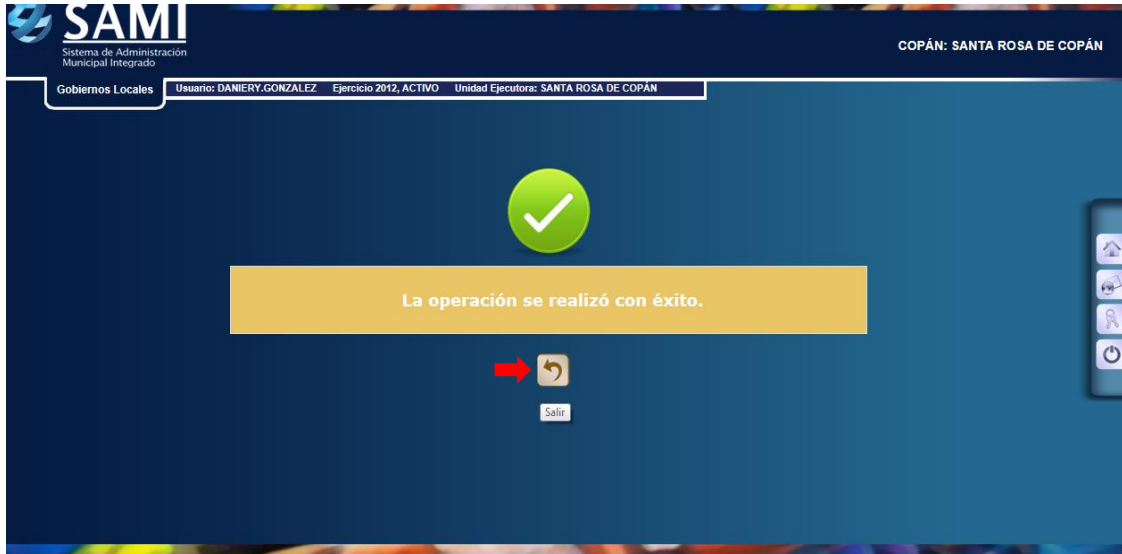 SAMI
Sistema de Administración
Municipal Integrado
COPÁN: SANTA ROSA DE COPÁN
Gobiernos Locales
Usuario: DANIERY.GONZALEZ Ejercicio 2012, ACTIVO Unidad Ejecutora: SANTA ROSA DE COPÁN
La operación se realizó con éxito.
Salir